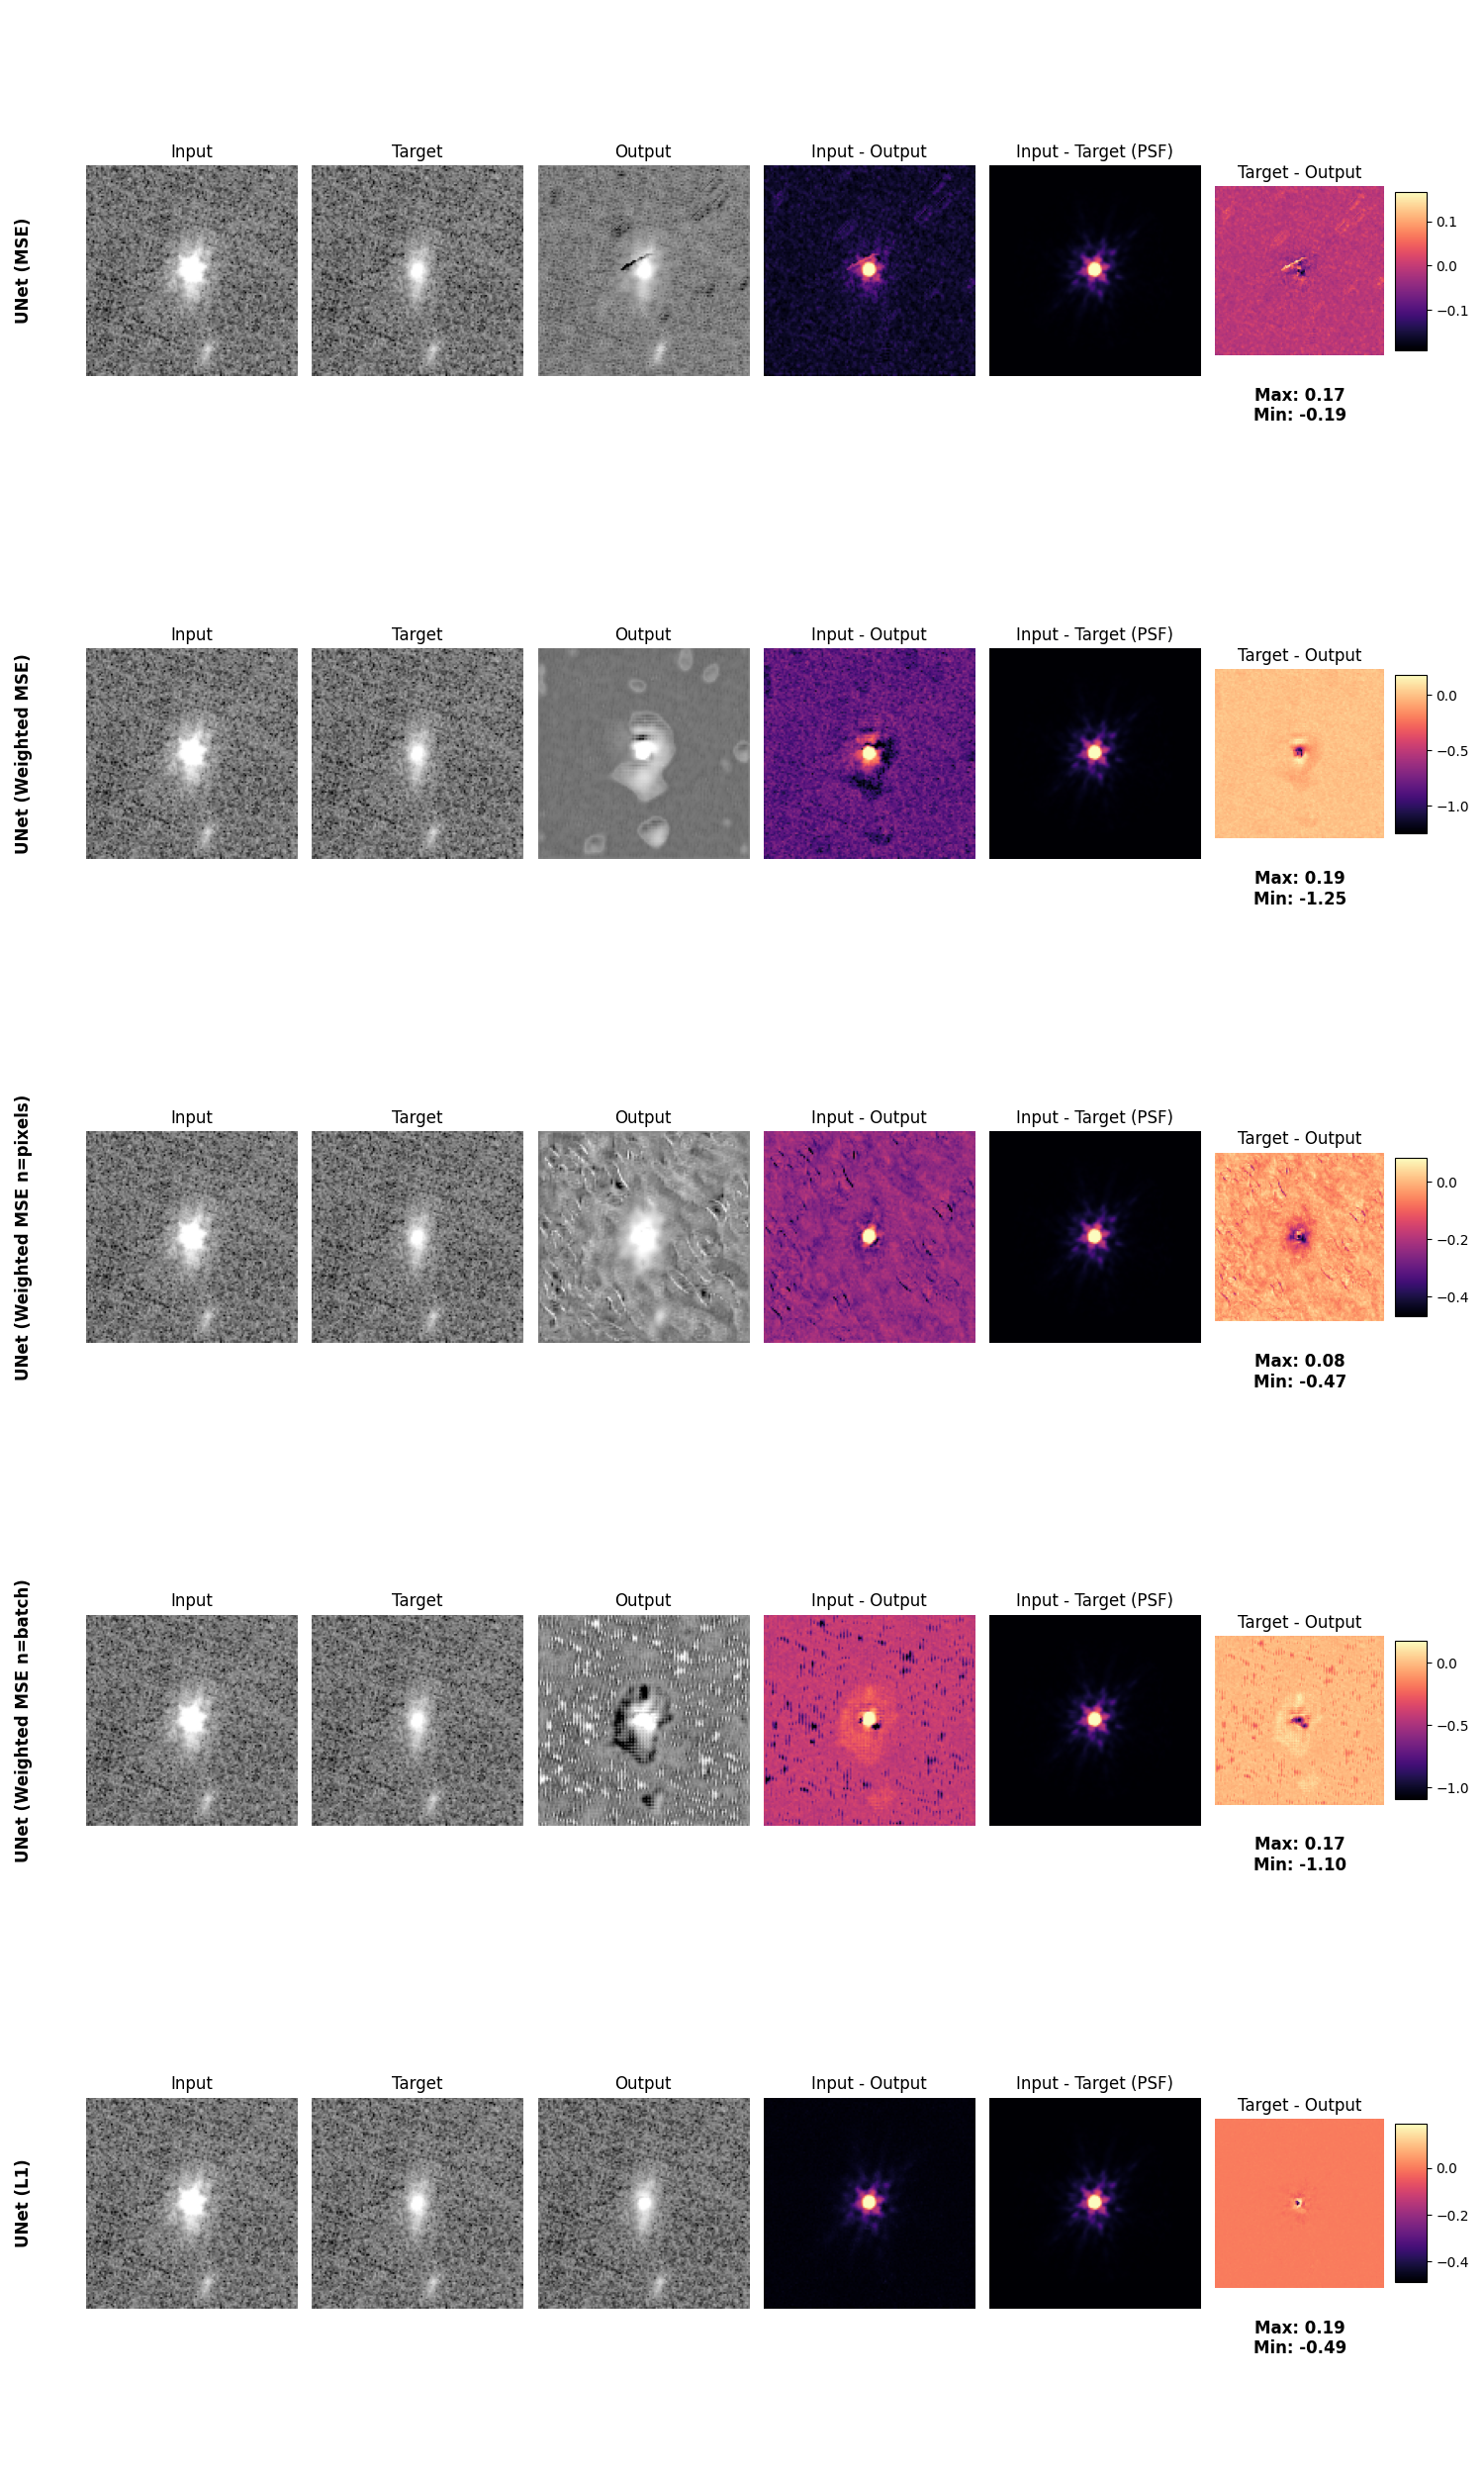 UNet (MSE)
Input
Target
Output
Input - Output
Input - Target (PSF)
Target - Output
0.1
0.0
−0.1
Max: 0.17
Min: -0.19
UNet (Weighted MSE)
Input
Target
Output
Input - Output
Input - Target (PSF)
Target - Output
0.0
−0.5
−1.0
Max: 0.19
Min: -1.25
UNet (Weighted MSE n=pixels)
Input
Target
Output
Input - Output
Input - Target (PSF)
Target - Output
0.0
−0.2
−0.4
Max: 0.08
Min: -0.47
UNet (Weighted MSE n=batch)
Input
Target
Output
Input - Output
Input - Target (PSF)
Target - Output
0.0
−0.5
−1.0
Max: 0.17
Min: -1.10
UNet (L1)
Input
Target
Output
Input - Output
Input - Target (PSF)
Target - Output
0.0
−0.2
−0.4
Max: 0.19
Min: -0.49